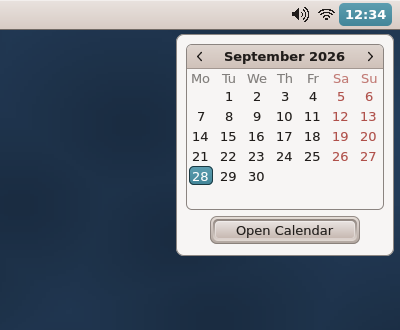 12:34
September 2026
Mo Tu We Th Fr Sa Su
1 2 3 4 5 6
7 8 9 10 11 12 13
14 15 16 17 18 19 20
21 22 23 24 25 26 27
28 29 30
Open Calendar